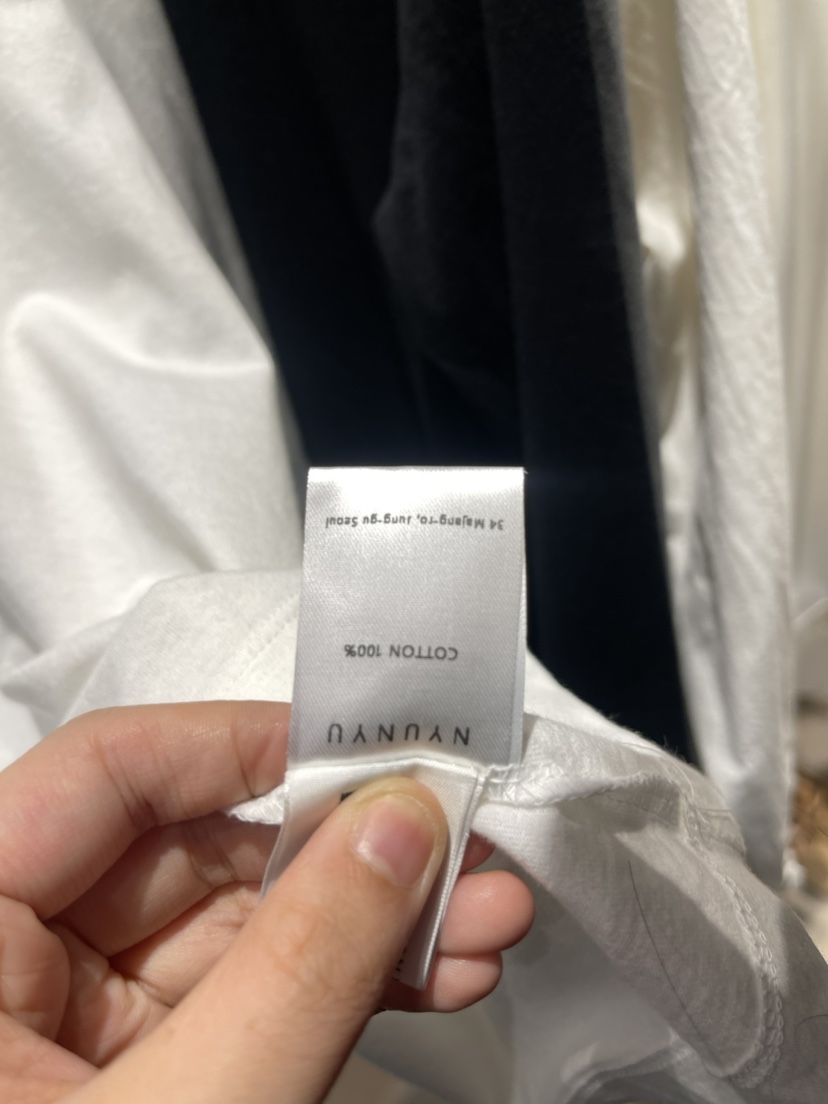 NYUNYU
COTTON 100%
34 Majang-ro, Jung-gu Seoul